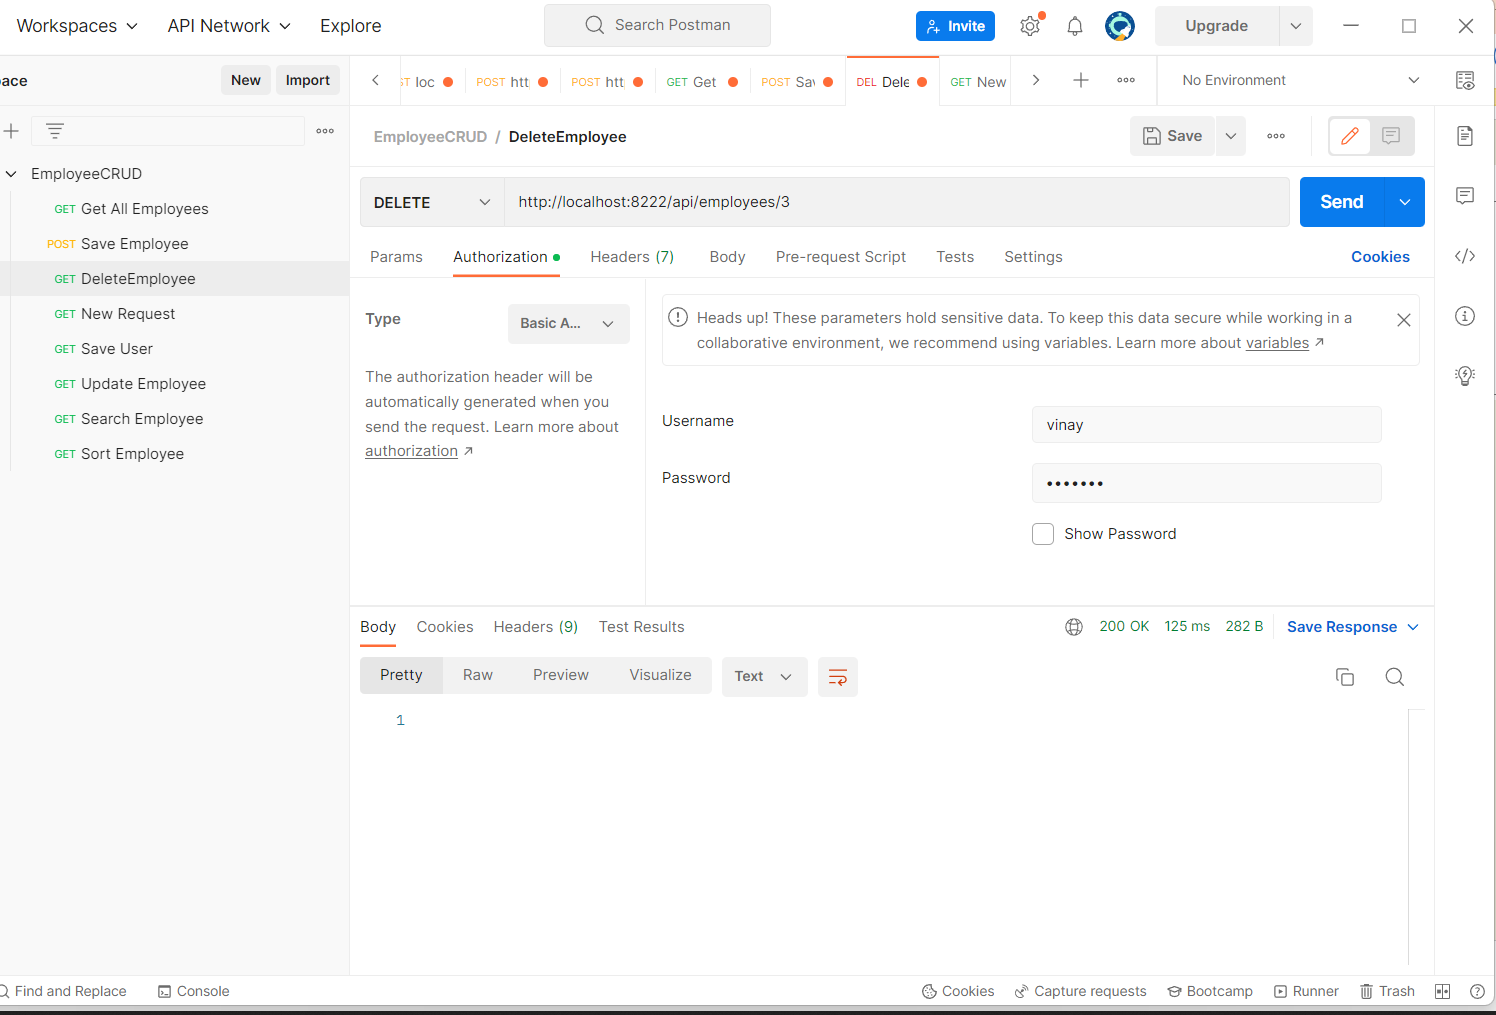 Workspaces API Network Explore Search Postman Invite Upgrade
ace New Import
loc POST htt POST htt GET Get POST Sav DEL Dele GET New No Environment
EmployeeCRUD / DeleteEmployee Save
EmployeeCRUD
GET Get All Employees
POST Save Employee
GET DeleteEmployee
GET New Request
GET Save User
GET Update Employee
GET Search Employee
GET Sort Employee
DELETE http://localhost:8222/api/employees/3 Send
Params Authorization Headers (7) Body Pre-request Script Tests Settings Cookies
Type Basic A...
The authorization header will be
automatically generated when you
send the request. Learn more about
authorization ↗
Heads up! These parameters hold sensitive data. To keep this data secure while working in a
collaborative environment, we recommend using variables. Learn more about variables ↗
Username vinay
Password •••••••
Show Password
Body Cookies Headers (9) Test Results 200 OK 125 ms 282 B Save Response
Pretty Raw Preview Visualize Text
1
Find and Replace Console Cookies Capture requests Bootcamp Runner Trash